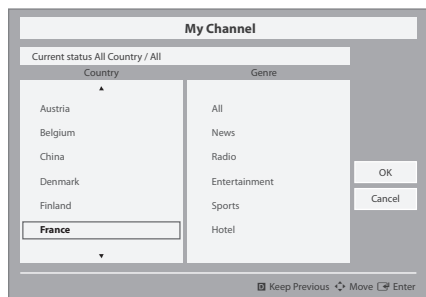 My Channel
Current status All Country / All
Country
Genre
Austria
Belgium
China
Denmark
Finland
France
All
News
Radio
Entertainment
Sports
Hotel
OK
Cancel
D Keep Previous Move Enter